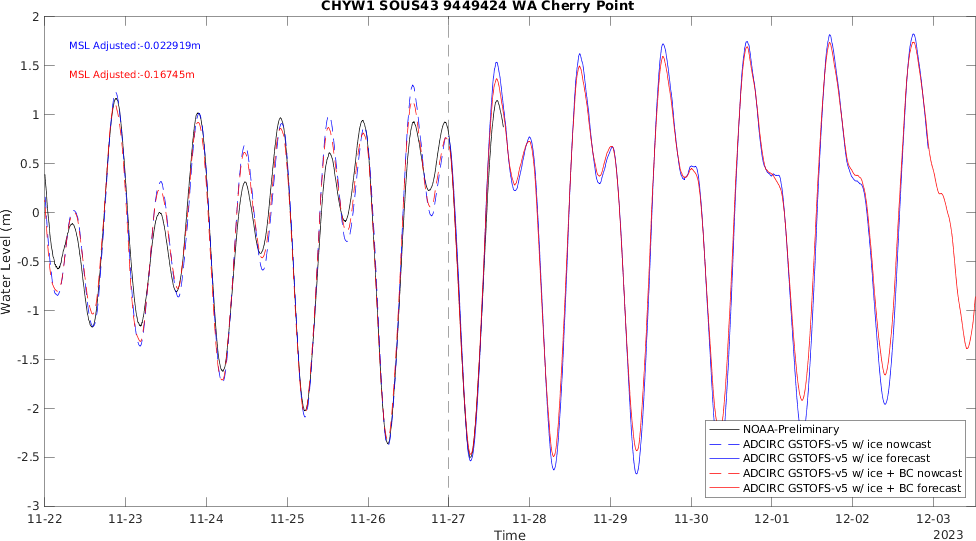 CHYW1 SOUS43 9449424 WA Cherry Point
MSL Adjusted:-0.022919m
MSL Adjusted:-0.16745m
Water Level (m)
2
1.5
1
0.5
0
-0.5
-1
-1.5
-2
-2.5
-3
NOAA-Preliminary
ADCIRC GSTOFS-v5 w/ ice nowcast
ADCIRC GSTOFS-v5 w/ ice forecast
ADCIRC GSTOFS-v5 w/ ice + BC nowcast
ADCIRC GSTOFS-v5 w/ ice + BC forecast
11-22 11-23 11-24 11-25 11-26 11-27 11-28 11-29 11-30 12-01 12-02 12-03
Time
2023